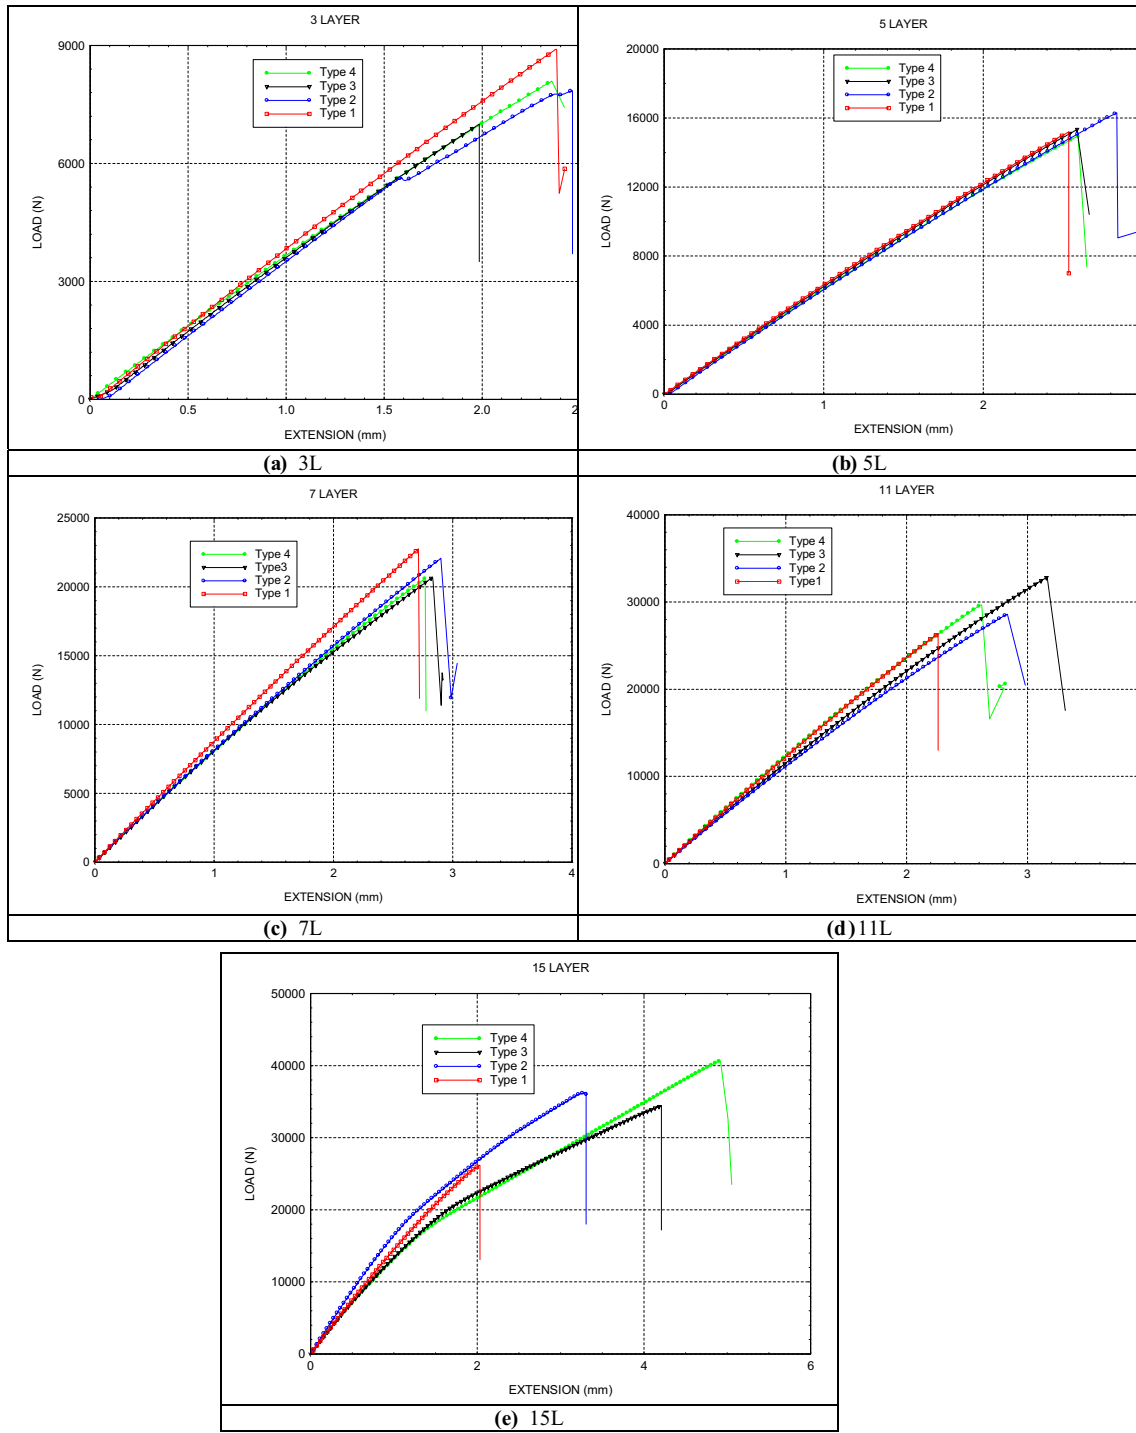 3 LAYER
9000
6000
3000
0
LOAD (N)
Type 4
Type 3
Type 2
Type 1
0 0.5 1.0 1.5 2.0 2
EXTENSION (mm)
(a) 3L
5 LAYER
20000
16000
12000
8000
4000
0
LOAD (N)
Type 4
Type 3
Type 2
Type 1
0 1 2
EXTENSION (mm)
(b) 5L
7 LAYER
25000
20000
15000
10000
5000
0
LOAD (N)
Type 4
Type3
Type 2
Type 1
0 1 2 3 4
EXTENSION (mm)
(c) 7L
11 LAYER
40000
30000
20000
10000
0
LOAD (N)
Type 4
Type 3
Type 2
Type1
0 1 2 3
EXTENSION (mm)
(d) 11L
15 LAYER
50000
40000
30000
20000
10000
0
LOAD (N)
Type 4
Type 3
Type 2
Type 1
0 2 4 6
EXTENSION (mm)
(e) 15L